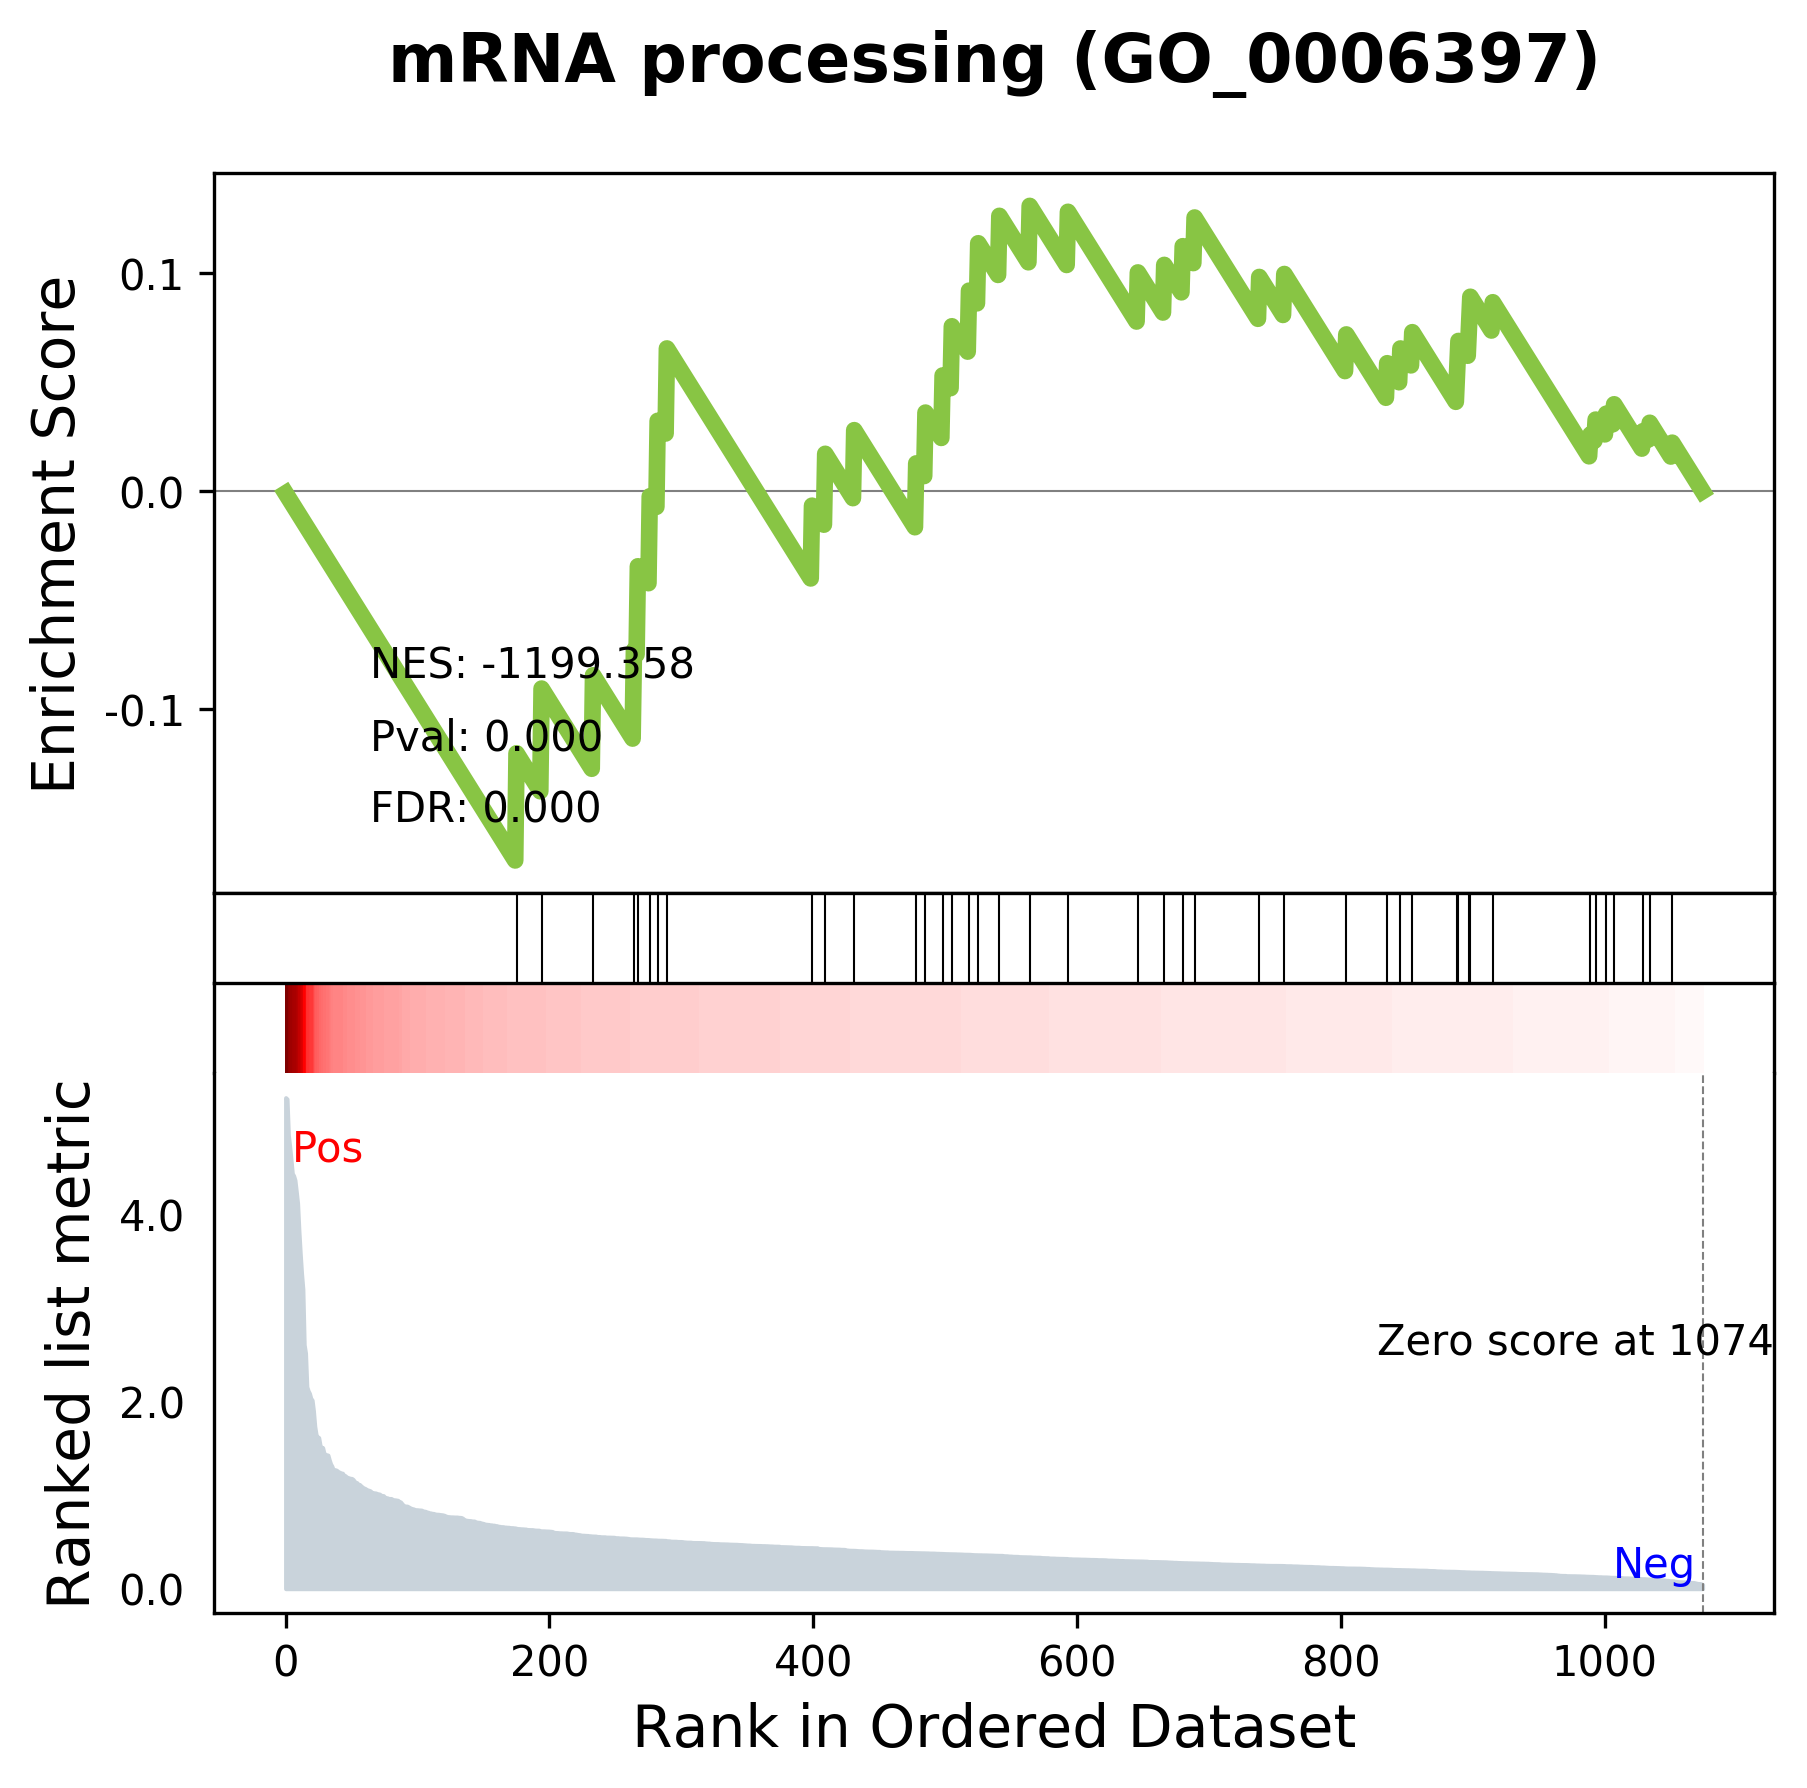 mRNA processing (GO_0006397)
Enrichment Score
0.1
0.0
-0.1
NES: -1199.358
Pval: 0.000
FDR: 0.000
Ranked list metric
Pos
4.0
2.0
0.0
Zero score at 1074
Neg
0 200 400 600 800 1000
Rank in Ordered Dataset